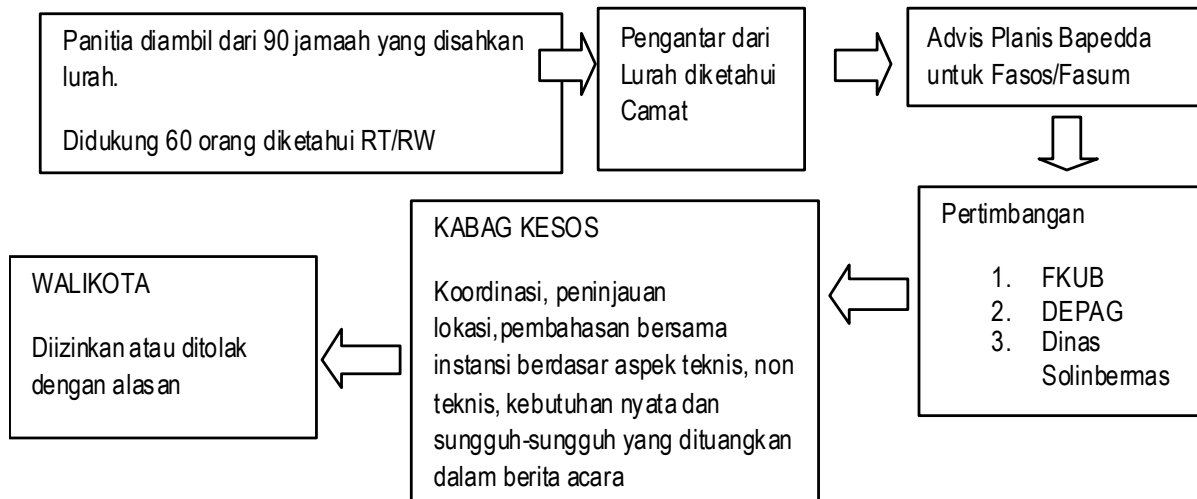 Panitia diambil dari 90 jamaah yang disahkan
lurah.
Didukung 60 orang diketahui RT/RW
Pengantar dari
Lurah diketahui
Camat
Advis Planis Bapedda
untuk Fasos/Fasum
Pertimbangan
1. FKUB
2. DEPAG
3. Dinas
Solinbermas
KABAG KESOS
Koordinasi, peninjauan
lokasi,pembahasan bersama
instansi berdasar aspek teknis, non
teknis, kebutuhan nyata dan
sungguh-sungguh yang dituangkan
dalam berita acara
WALIKOTA
Diizinkan atau ditolak
dengan alasan